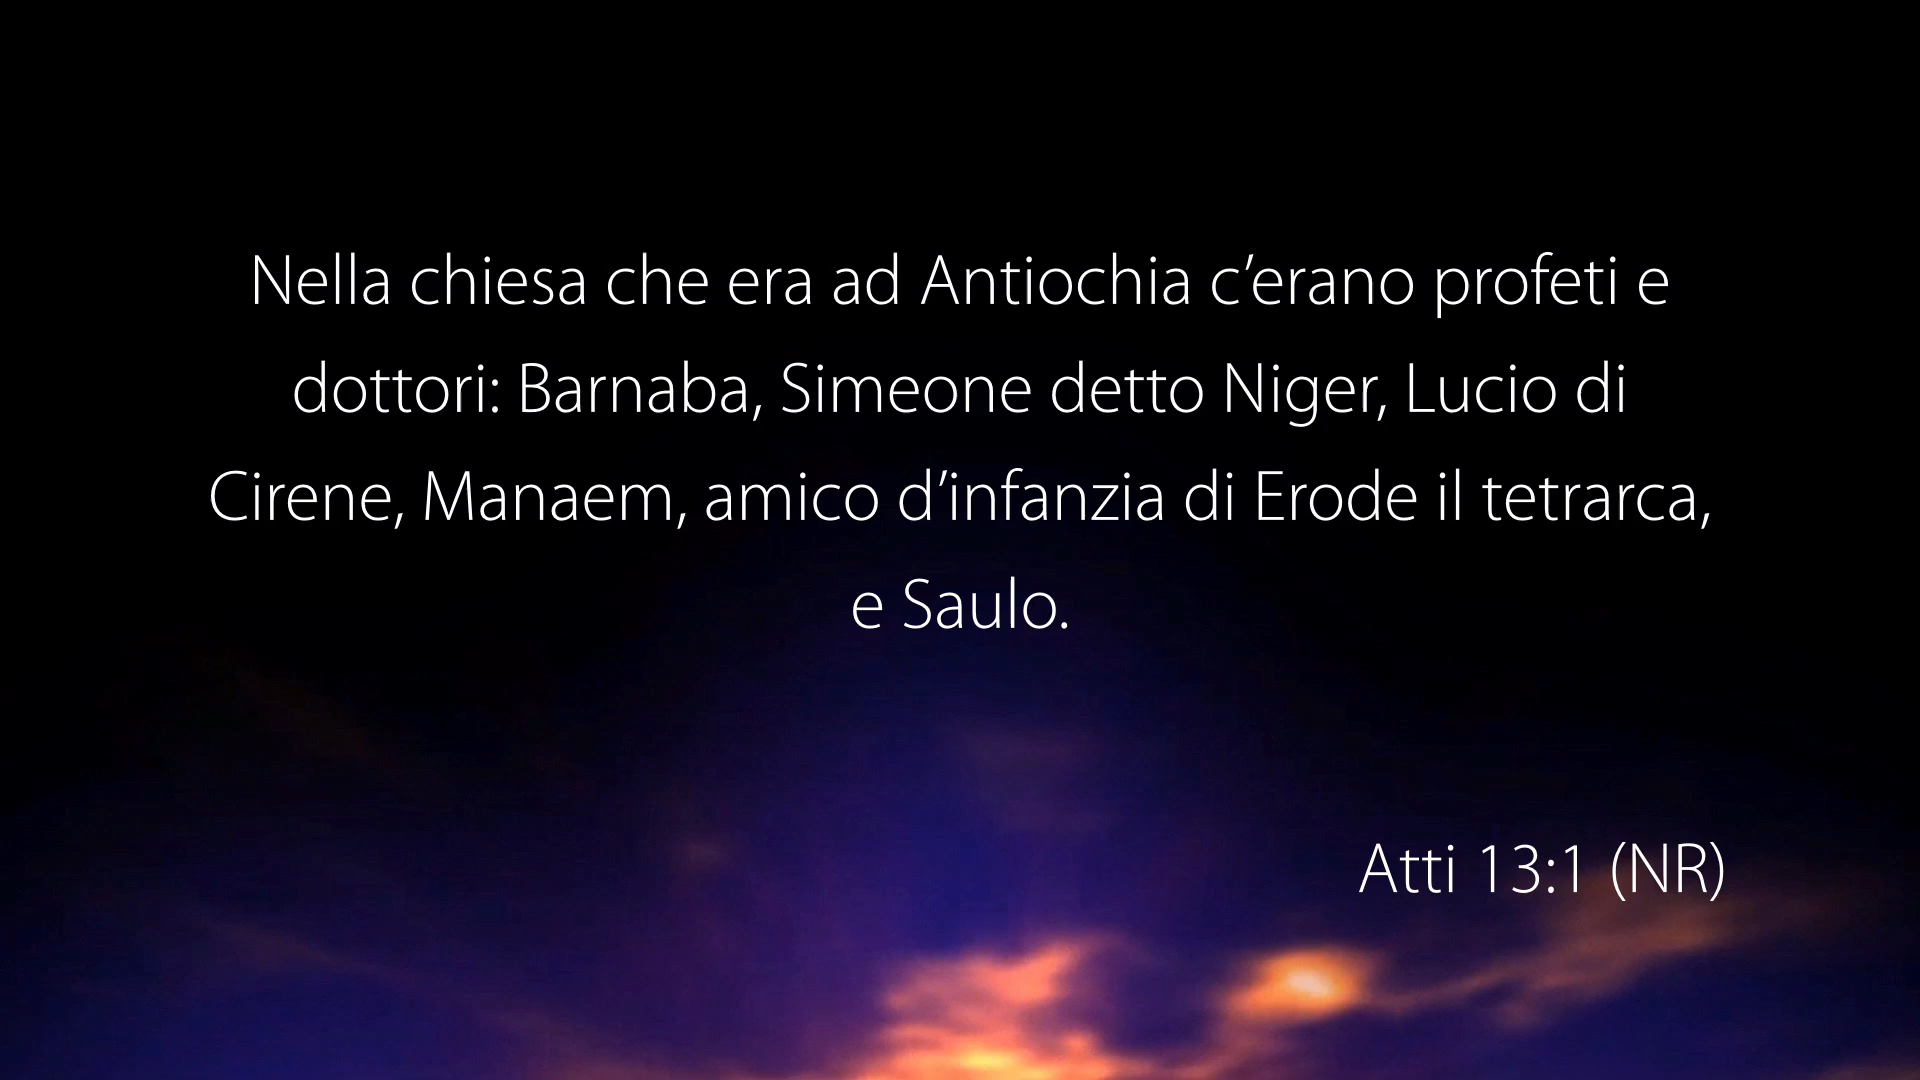 Nella chiesa che era ad Antiochia c’erano profeti e
dottori: Barnaba, Simeone detto Niger, Lucio di
Cirene, Manaem, amico d’infanzia di Erode il tetrarca,
e Saulo.
Atti 13:1 (NR)